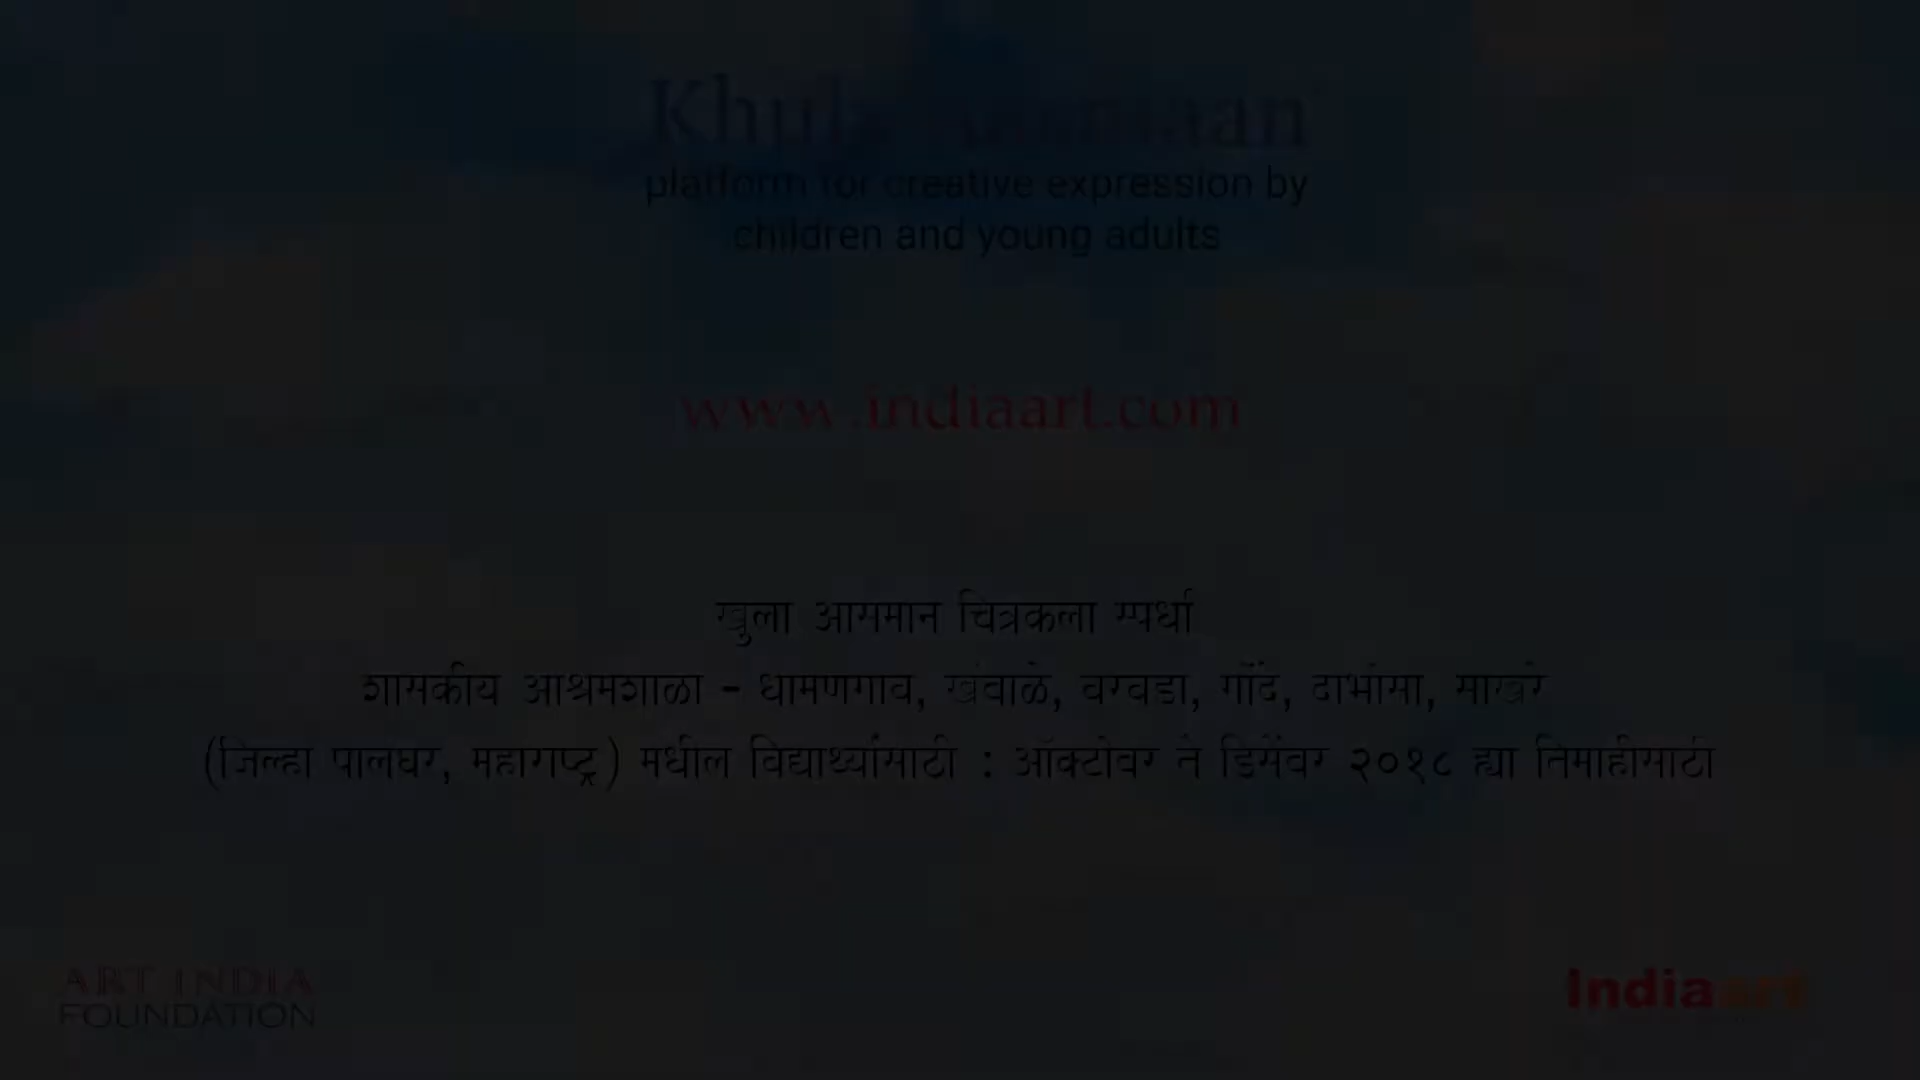 Khula Aasmaan
platform for creative expression by
children and young adults
www.indiaart.com
खुला आसमान चित्रकला स्पर्धा
शासकीय आश्रमशाळा - धामणगाव, खंबाळे, वरवडा, गोंदे, दाभोसा, माखरे
(जिल्हा पालघर, महाराष्ट्र) मधील विद्यार्थ्यांसाठी : ऑक्टोबर ते डिसेंबर २०१८ ह्या तिमाहीसाठी
ART INDIA
FOUNDATION
Indiaart